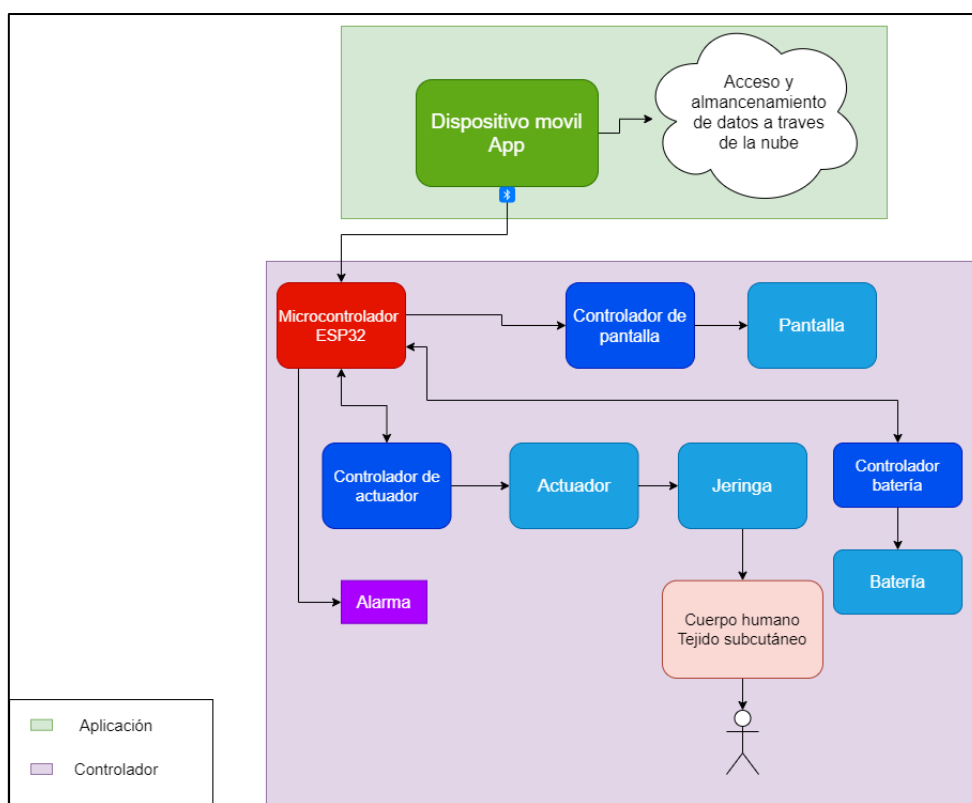 Dispositivo movil
App
Acceso y
almancenamiento
de datos a traves
de la nube
Microcontrolador
ESP32
Controlador de
pantalla
Pantalla
Controlador de
actuador
Actuador
Jeringa
Controlador
batería
Batería
Alarma
Cuerpo humano
Tejido subcutáneo
Aplicación
Controlador